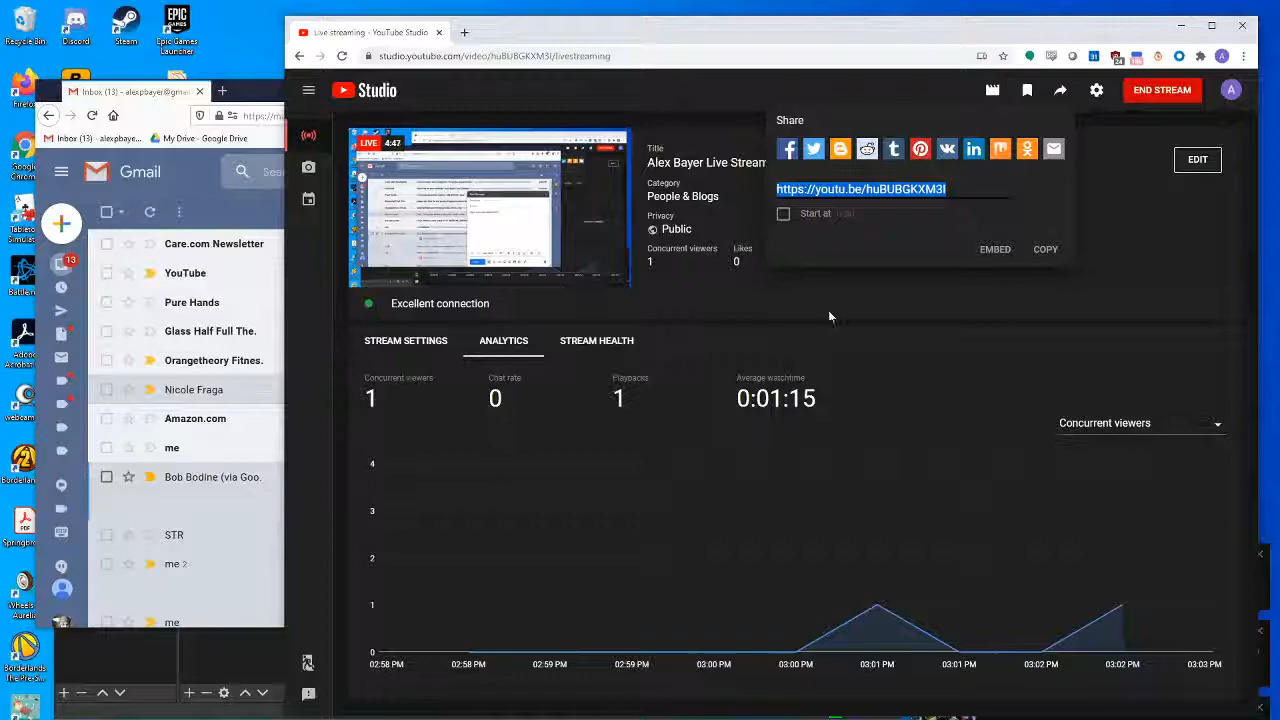 Recycle Bin
Discord
Steam
Epic Games
Launcher
Live streaming - YouTube Studio
studio.youtube.com/video/huBUBGKXM3I/livestreaming
Inbox (13) - alexpbayer@gmai
https://m
Inbox (13) - alexpbaye
My Drive - Google Drive
Gmail
13
Care.com Newsletter
YouTube
Pure Hands
Glass Half Full The.
Orangetheory Fitnes.
Nicole Fraga
Amazon.com
me
Bob Bodine (via Goo.
STR
me 2
me
Studio
END STREAM
A
LIVE 4:47
Title
Alex Bayer Live Stream
Category
People & Blogs
Privacy
Public
Concurrent viewers
Likes
1
0
Share
https://youtu.be/huBUBGKXM3I
Start at
EMBED
COPY
EDIT
Excellent connection
STREAM SETTINGS
ANALYTICS
STREAM HEALTH
Concurrent viewers
Chat rate
Playbacks
Average watchtime
1
0
1
0:01:15
Concurrent viewers
4
3
2
1
0
02:58 PM
02:58 PM
02:59 PM
02:59 PM
03:00 PM
03:00 PM
03:01 PM
03:01 PM
03:02 PM
03:02 PM
03:03 PM